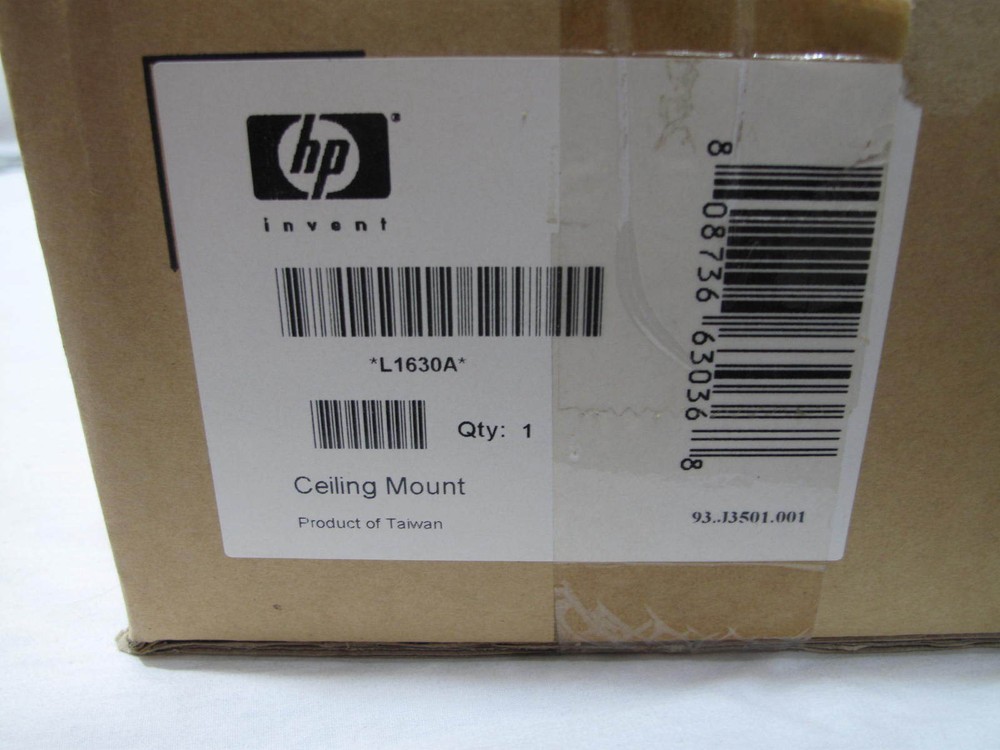 hp
®
invent
*L1630A*
Qty: 1
Ceiling Mount
Product of Taiwan
8 08736 63036 8
93.J3501.001